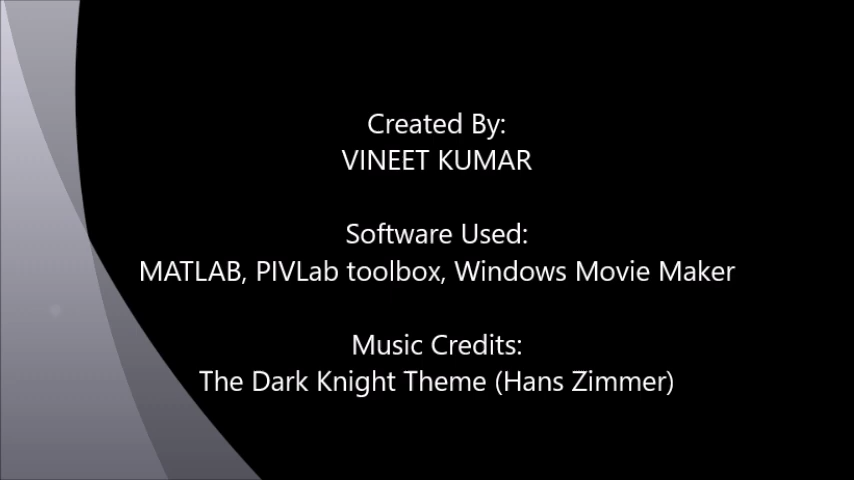 Created By:
VINEET KUMAR
Software Used:
MATLAB, PIVLab toolbox, Windows Movie Maker
Music Credits:
The Dark Knight Theme (Hans Zimmer)